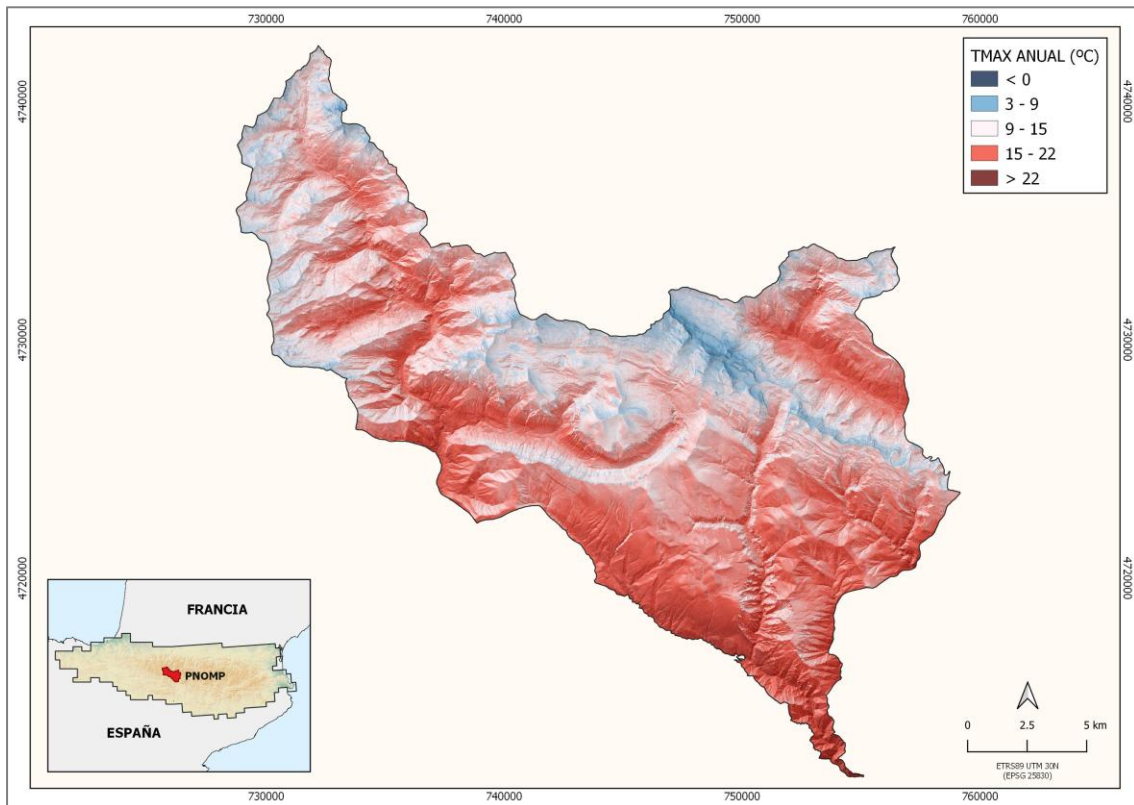 730000
740000
750000
760000
4740000
4740000
TMAX ANUAL (ºC)
< 0
3 - 9
9 - 15
15 - 22
> 22
4730000
4730000
4720000
4720000
FRANCIA
PNOMP
ESPAÑA
0
2.5
5 km
ETRS89 UTM 30N
(EPSG 25830)
730000
740000
750000
760000